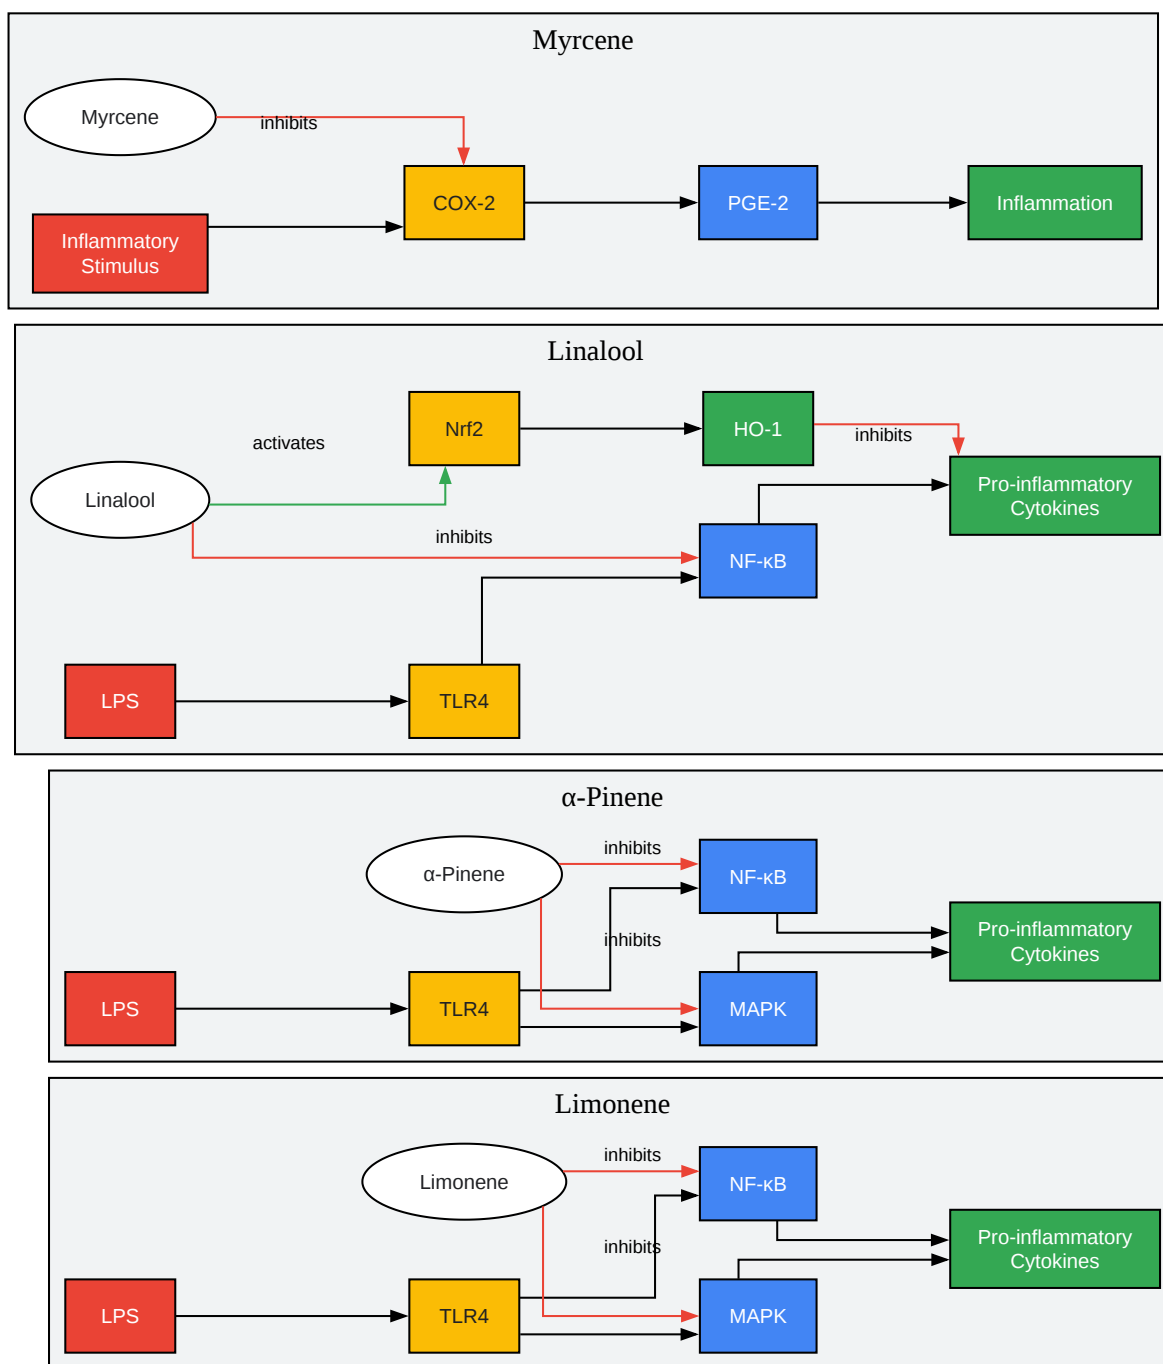 Myrcene
Myrcene
inhibits
COX-2
PGE-2
Inflammation
Inflammatory
Stimulus
Linalool
Nrf2
HO-1
activates
inhibits
Linalool
Pro-inflammatory
Cytokines
inhibits
NF-κB
LPS
TLR4
α-Pinene
inhibits
α-Pinene
NF-κB
inhibits
Pro-inflammatory
Cytokines
LPS
TLR4
MAPK
Limonene
inhibits
Limonene
NF-κB
inhibits
Pro-inflammatory
Cytokines
LPS
TLR4
MAPK